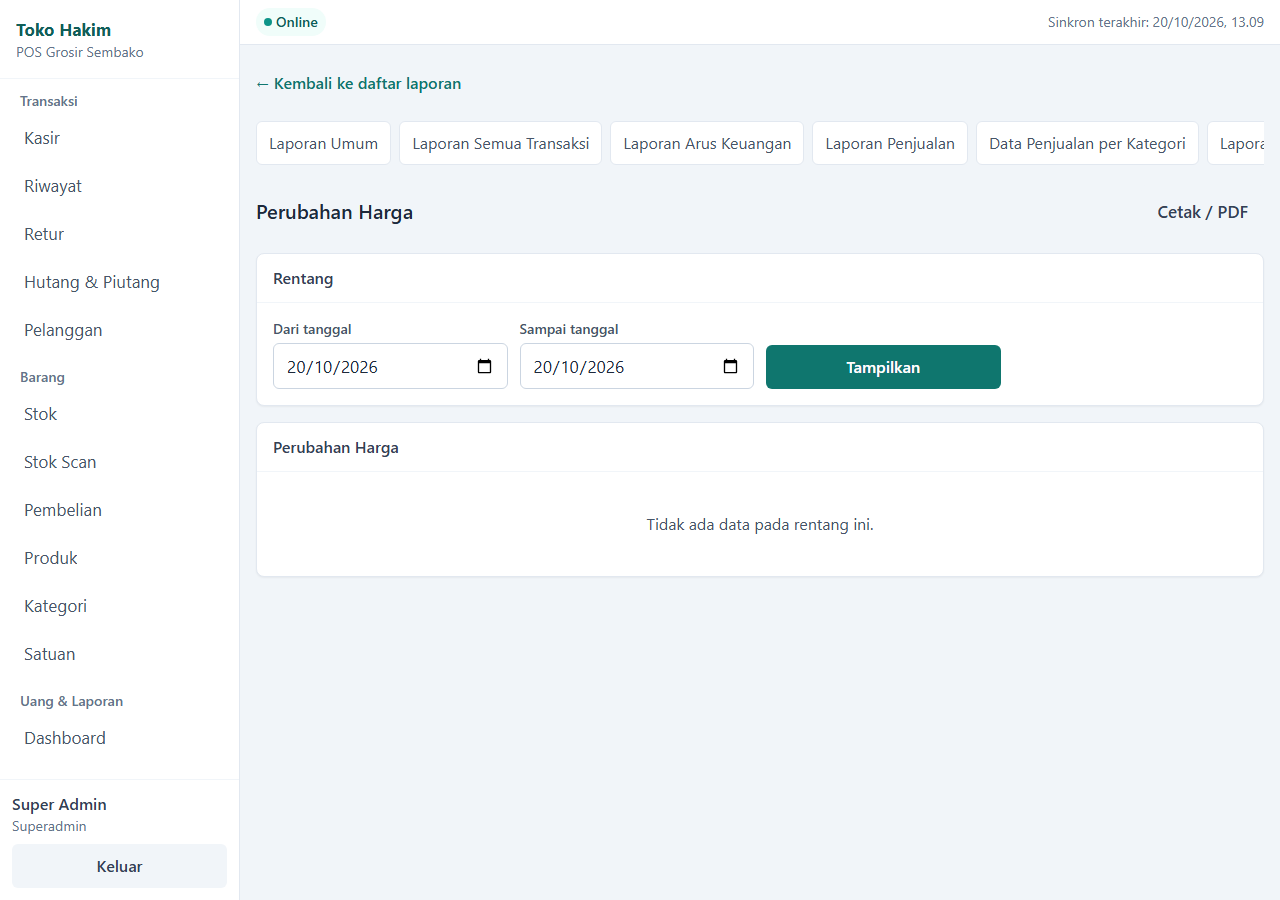 Toko Hakim
POS Grosir Sembako
Transaksi
Kasir
Riwayat
Retur
Hutang & Piutang
Pelanggan
Barang
Stok
Stok Scan
Pembelian
Produk
Kategori
Satuan
Uang & Laporan
Dashboard
Super Admin
Superadmin
Keluar
Online
Sinkron terakhir: 20/10/2026, 13.09
← Kembali ke daftar laporan
Laporan Umum
Laporan Semua Transaksi
Laporan Arus Keuangan
Laporan Penjualan
Data Penjualan per Kategori
Perubahan Harga
Cetak / PDF
Rentang
Dari tanggal
Sampai tanggal
20/10/2026
20/10/2026
Tampilkan
Perubahan Harga
Tidak ada data pada rentang ini.